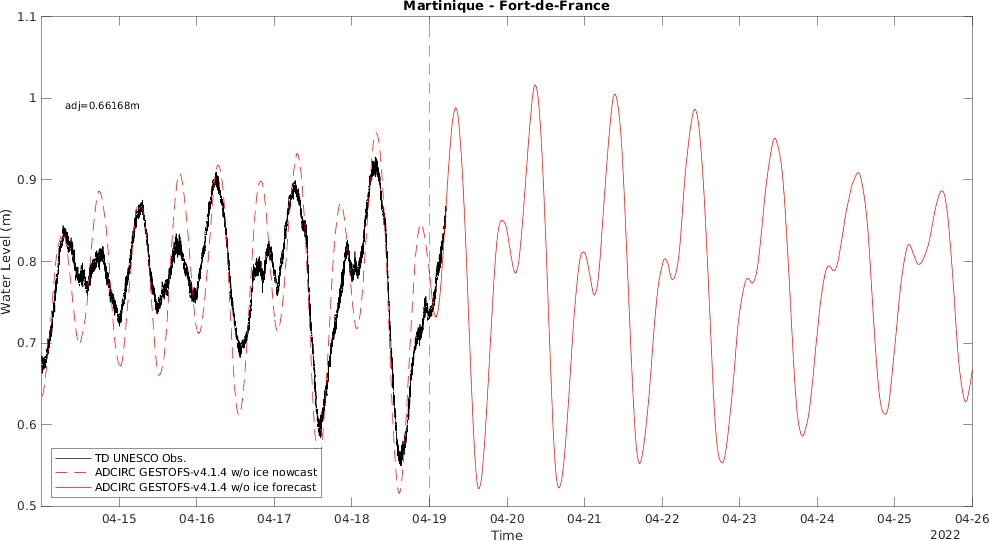 Martinique - Fort-de-France
1.1
1
0.9
0.8
0.7
0.6
0.5
Water Level (m)
adj=0.66168m
TD UNESCO Obs.
ADCIRC GESTOFS-v4.1.4 w/o ice nowcast
ADCIRC GESTOFS-v4.1.4 w/o ice forecast
04-15 04-16 04-17 04-18 04-19 04-20 04-21 04-22 04-23 04-24 04-25 04-26
Time
2022